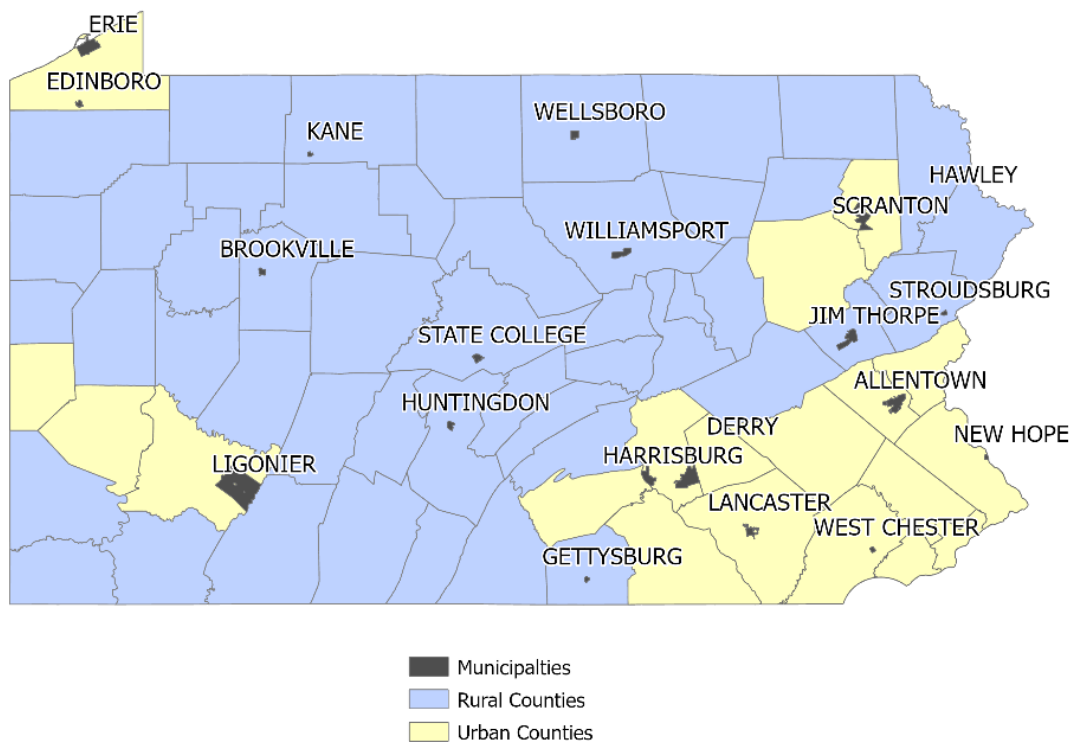 ERIE
EDINBORO
KANE
WELLSBORO
HAWLEY
SCRANTON
BROOKVILLE
WILLIAMSPORT
STROUDSBURG
JIM THORPE
STATE COLLEGE
ALLENTOWN
HUNTINGDON
DERRY
NEW HOPE
LIGONIER
HARRISBURG
LANCASTER
WEST CHESTER
GETTYSBURG
Municipalties
Rural Counties
Urban Counties